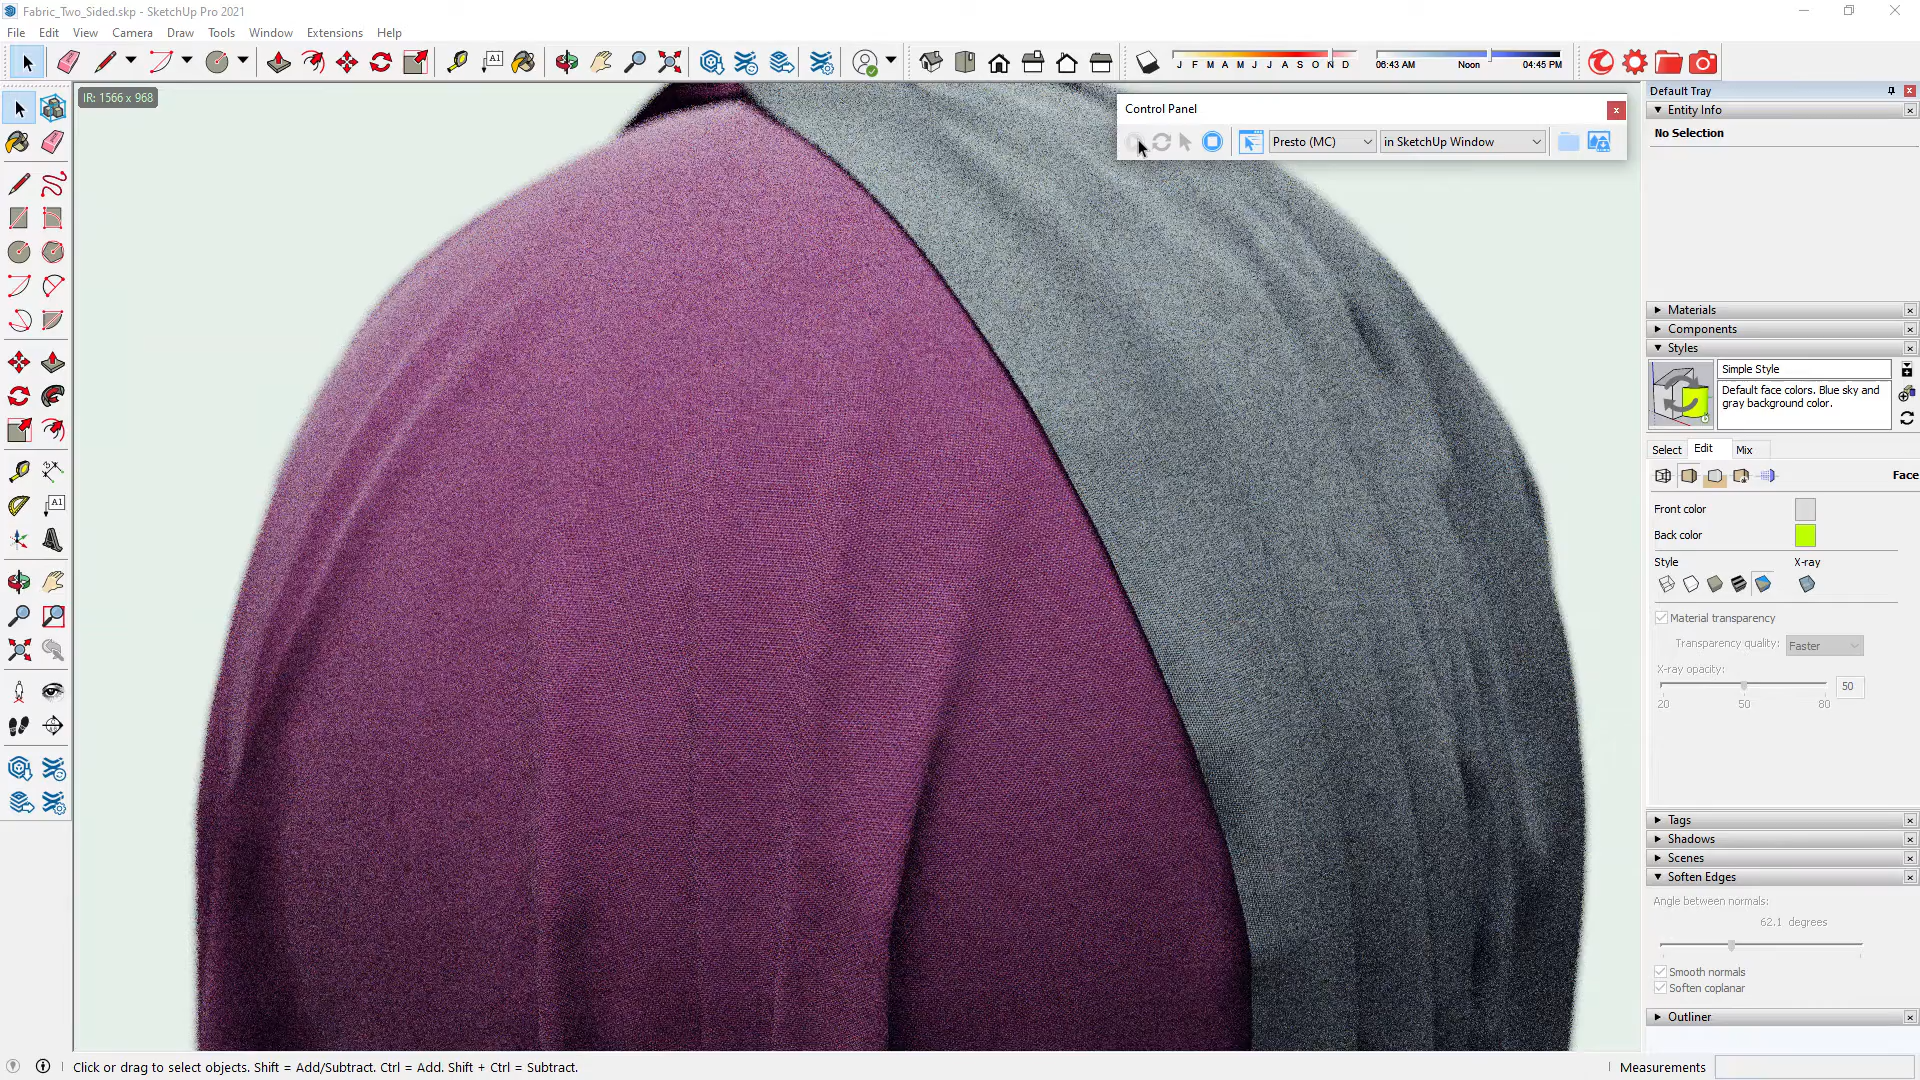 Fabric_Two_Sided.skp - SketchUp Pro 2021
File Edit View Camera Draw Tools Window Extensions Help
A1
J F M A M J J A S O N D
06:43 AM Noon 04:45 PM
IR: 1566 x 968
Control Panel
Presto (MC)
in SketchUp Window
A1
Default Tray
Entity Info
No Selection
Materials
Components
Styles
Simple Style
Default face colors. Blue sky and
gray background color.
Select Edit Mix
Face
Front color
Back color
Style X-ray
Material transparency
Transparency quality: Faster
X-ray opacity:
50
20 50 80
Tags
Shadows
Scenes
Soften Edges
Angle between normals:
62.1 degrees
Smooth normals
Soften coplanar
Outliner
Click or drag to select objects. Shift = Add/Subtract. Ctrl = Add. Shift + Ctrl = Subtract.
Measurements